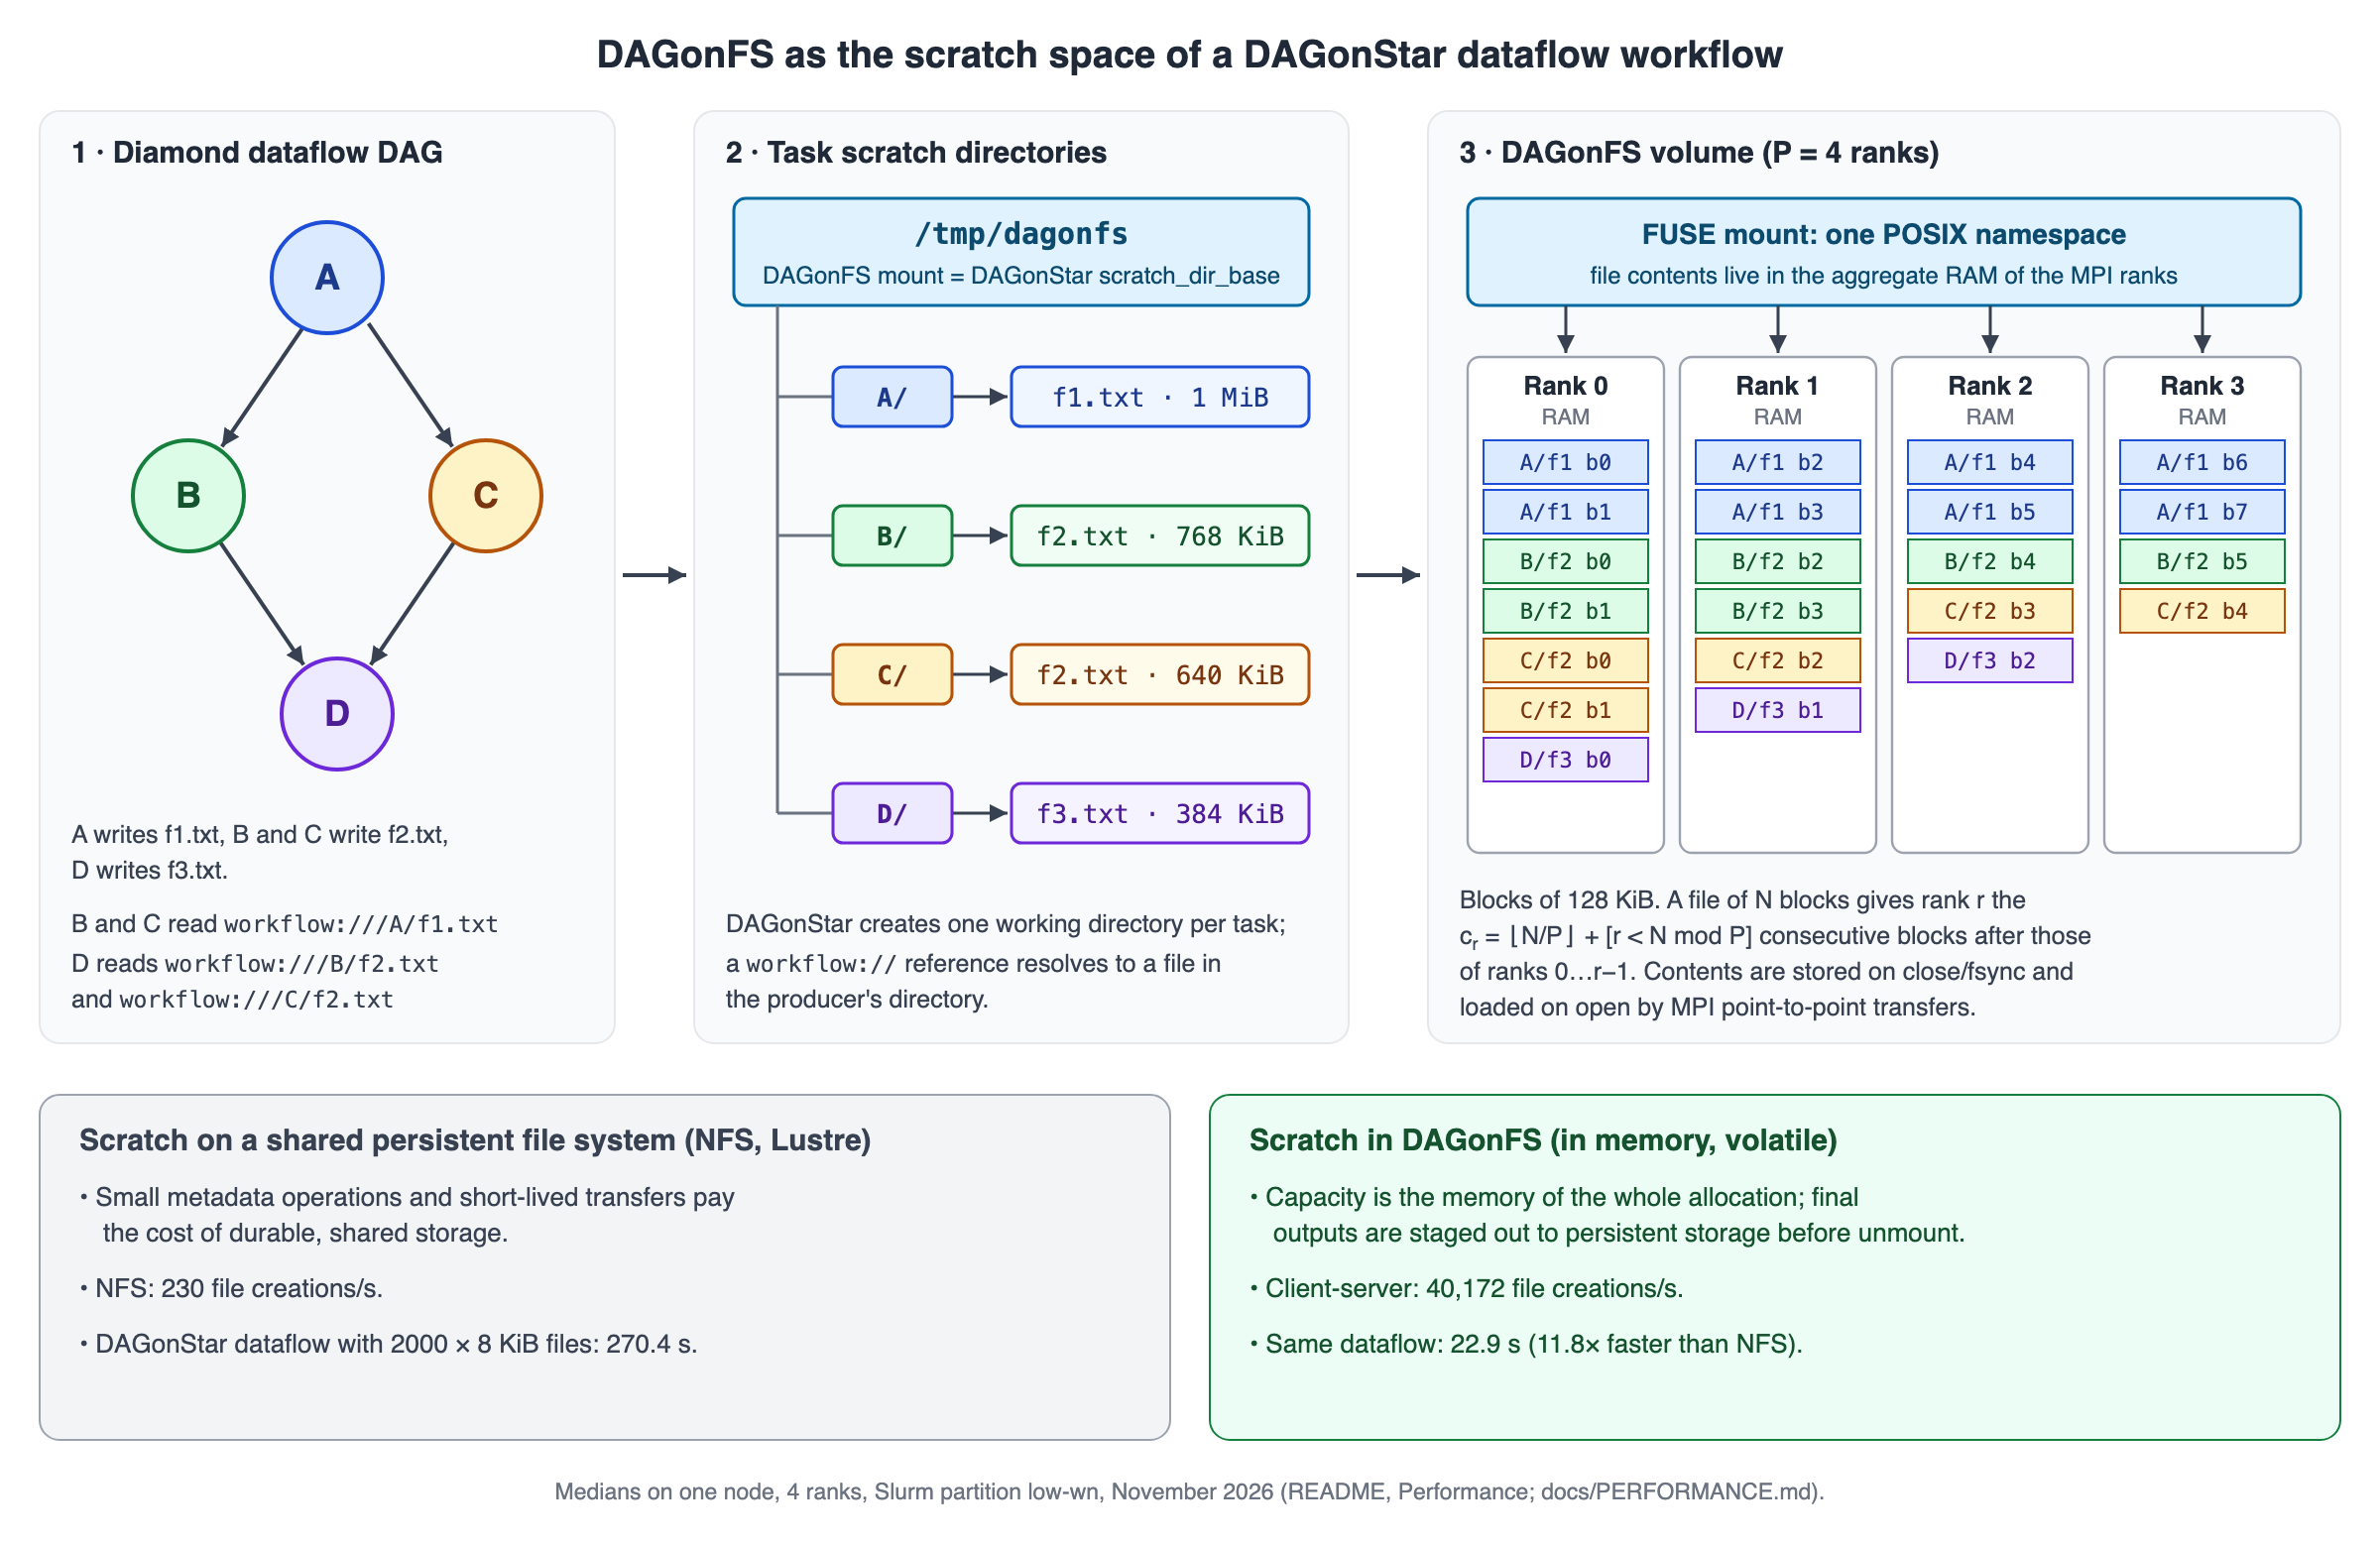 DAGonFS as the scratch space of a DAGonStar dataflow workflow
1 · Diamond dataflow DAG
A
B
C
D
A writes f1.txt, B and C write f2.txt,
D writes f3.txt.
B and C read workflow:///A/f1.txt
D reads workflow:///B/f2.txt
and workflow:///C/f2.txt
2 · Task scratch directories
/tmp/dagonfs
DAGonFS mount = DAGonStar scratch_dir_base
A/
f1.txt · 1 MiB
B/
f2.txt · 768 KiB
C/
f2.txt · 640 KiB
D/
f3.txt · 384 KiB
DAGonStar creates one working directory per task;
a workflow:// reference resolves to a file in
the producer's directory.
3 · DAGonFS volume (P = 4 ranks)
FUSE mount: one POSIX namespace
file contents live in the aggregate RAM of the MPI ranks
Rank 0
RAM
A/f1 b0
A/f1 b1
B/f2 b0
B/f2 b1
C/f2 b0
C/f2 b1
D/f3 b0
Rank 1
RAM
A/f1 b2
A/f1 b3
B/f2 b2
B/f2 b3
C/f2 b2
D/f3 b1
Rank 2
RAM
A/f1 b4
A/f1 b5
B/f2 b4
C/f2 b3
D/f3 b2
Rank 3
RAM
A/f1 b6
A/f1 b7
B/f2 b5
C/f2 b4
Blocks of 128 KiB. A file of N blocks gives rank r the
cr = ⌊N/P⌋ + [r < N mod P] consecutive blocks after those
of ranks 0…r−1. Contents are stored on close/fsync and
loaded on open by MPI point-to-point transfers.
Scratch on a shared persistent file system (NFS, Lustre)
• Small metadata operations and short-lived transfers pay
the cost of durable, shared storage.
• NFS: 230 file creations/s.
• DAGonStar dataflow with 2000 × 8 KiB files: 270.4 s.
Scratch in DAGonFS (in memory, volatile)
• Capacity is the memory of the whole allocation; final
outputs are staged out to persistent storage before unmount.
• Client-server: 40,172 file creations/s.
• Same dataflow: 22.9 s (11.8× faster than NFS).
Medians on one node, 4 ranks, Slurm partition low-wn, November 2026 (README, Performance; docs/PERFORMANCE.md).